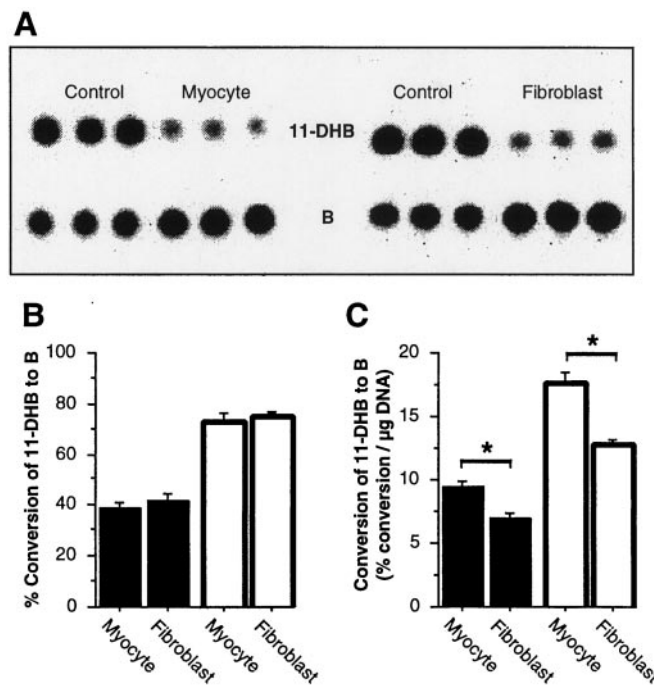 A
Control Myocyte Control Fibroblast
11-DHB
B
B
% Conversion of 11-DHB to B
100
80
60
40
20
0
Myocyte
Fibroblast
Myocyte
Fibroblast
C
Conversion of 11-DHB to B
(% conversion / µg DNA)
20
15
10
5
0
*
*
Myocyte
Fibroblast
Myocyte
Fibroblast